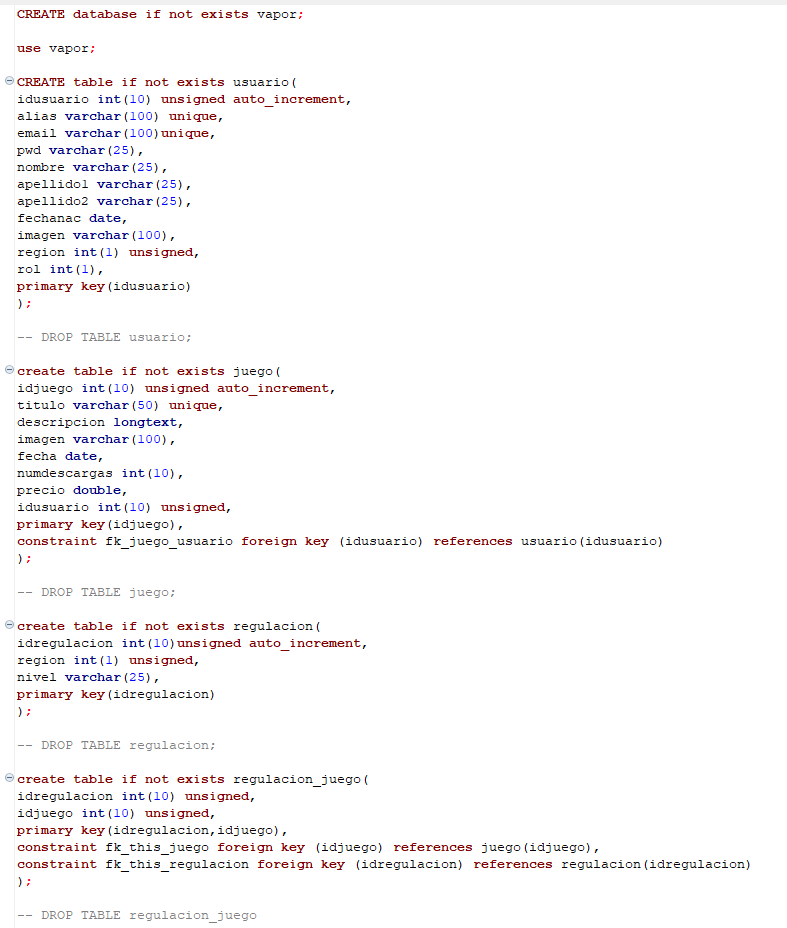 CREATE database if not exists vapor;
use vapor;
CREATE table if not exists usuario(
idusuario int(10) unsigned auto_increment,
alias varchar(100) unique,
email varchar(100)unique,
pwd varchar(25),
nombre varchar(25),
apellido1 varchar(25),
apellido2 varchar(25),
fechanac date,
imagen varchar(100),
region int(1) unsigned,
rol int(1),
primary key(idusuario)
);
-- DROP TABLE usuario;
create table if not exists juego(
idjuego int(10) unsigned auto_increment,
titulo varchar(50) unique,
descripcion longtext,
imagen varchar(100),
fecha date,
numdescargas int(10),
precio double,
idusuario int(10) unsigned,
primary key(idjuego),
constraint fk_juego_usuario foreign key (idusuario) references usuario(idusuario)
);
-- DROP TABLE juego;
create table if not exists regulacion(
idregulacion int(10)unsigned auto_increment,
region int(1) unsigned,
nivel varchar(25),
primary key(idregulacion)
);
-- DROP TABLE regulacion;
create table if not exists regulacion_juego(
idregulacion int(10) unsigned,
idjuego int(10) unsigned,
primary key(idregulacion,idjuego),
constraint fk_this_juego foreign key (idjuego) references juego(idjuego),
constraint fk_this_regulacion foreign key (idregulacion) references regulacion(idregulacion)
);
-- DROP TABLE regulacion_juego